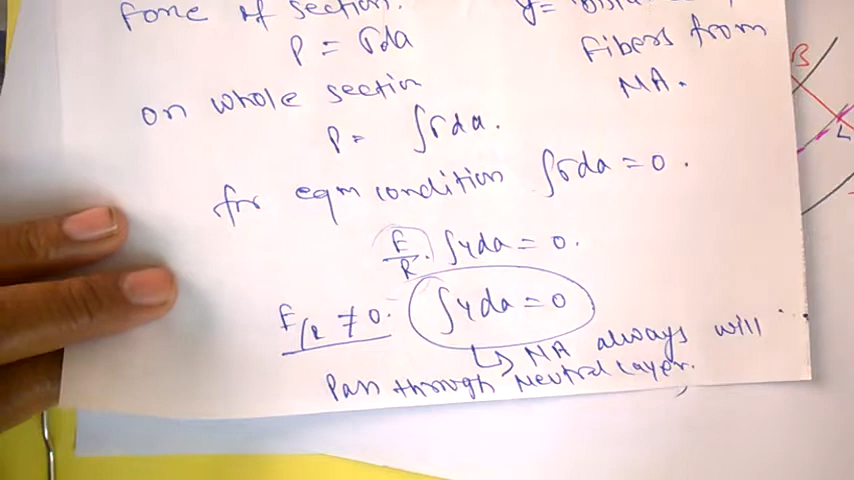 Force of section.
y = dist
P = σda
Fibers from
NA.
on whole section
P = ∫σda.
for eqm condition ∫σda = 0.
E/R. ∫yda = 0.
E/R ≠ 0. ∫yda = 0
↳ NA always will
Pass through Neutral Layer.
B